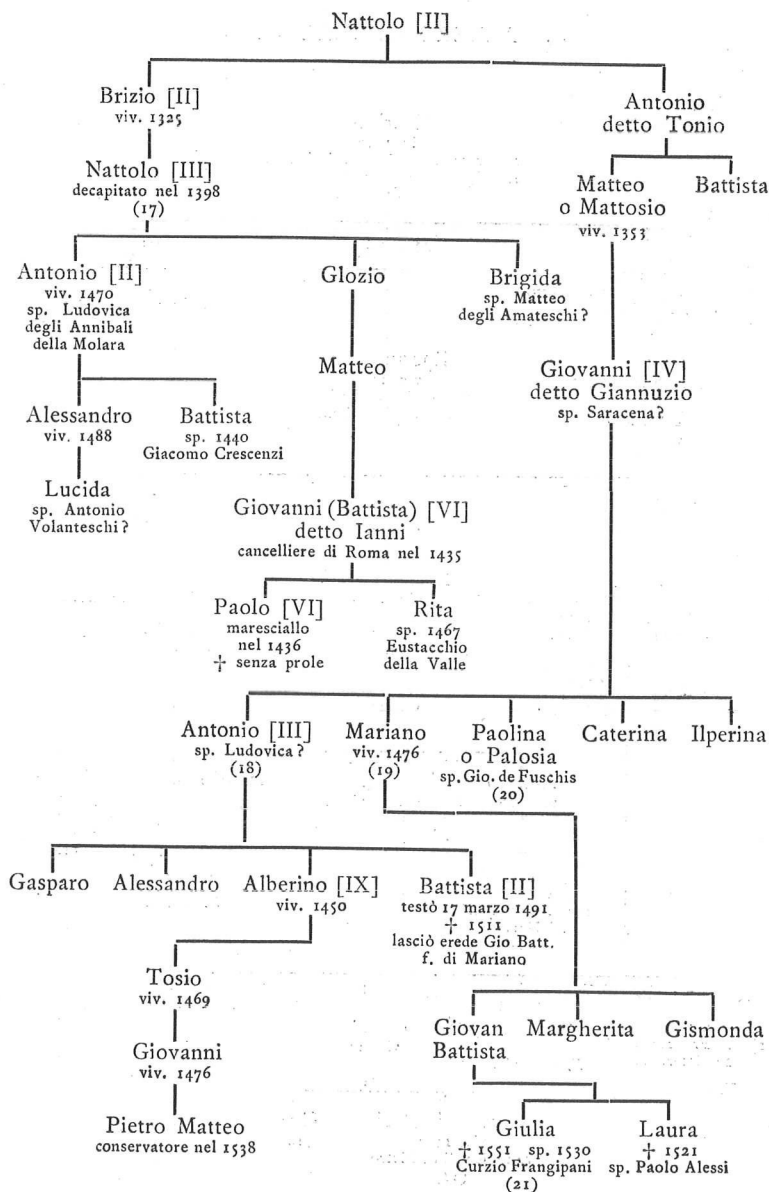 Nattolo [II]
Brizio [II]
viv. 1325
Antonio
detto Tonio
Nattolo [III]
decapitato nel 1398
(17)
Matteo
o Mattosio
viv. 1353
Battista
Antonio [II]
viv. 1470
sp. Ludovica
degli Annibali
della Molara
Glozio
Brigida
sp. Matteo
degli Amateschi?
Matteo
Giovanni [IV]
detto Giannuzio
sp. Saracena?
Alessandro
viv. 1488
Battista
sp. 1440
Giacomo Crescenzi
Lucida
sp. Antonio
Volanteschi?
Giovanni (Battista) [VI]
detto Ianni
cancelliere di Roma nel 1435
Paolo [VI]
maresciallo
nel 1436
† senza prole
Rita
sp. 1467
Eustacchio
della Valle
Antonio [III]
sp. Ludovica?
(18)
Mariano
viv. 1476
(19)
Paolina
o Palosia
sp. Gio. de Fuschis
(20)
Caterina
Ilperina
Gasparo
Alessandro
Alberino [IX]
viv. 1450
Battista [II]
testò 17 marzo 1491
† 1511
lasciò erede Gio Batt.
f. di Mariano
Tosio
viv. 1469
Giovan
Battista
Margherita
Gismonda
Giovanni
viv. 1476
Pietro Matteo
conservatore nel 1538
Giulia
† 1551 sp. 1530
Curzio Frangipani
(21)
Laura
† 1521
sp. Paolo Alessi